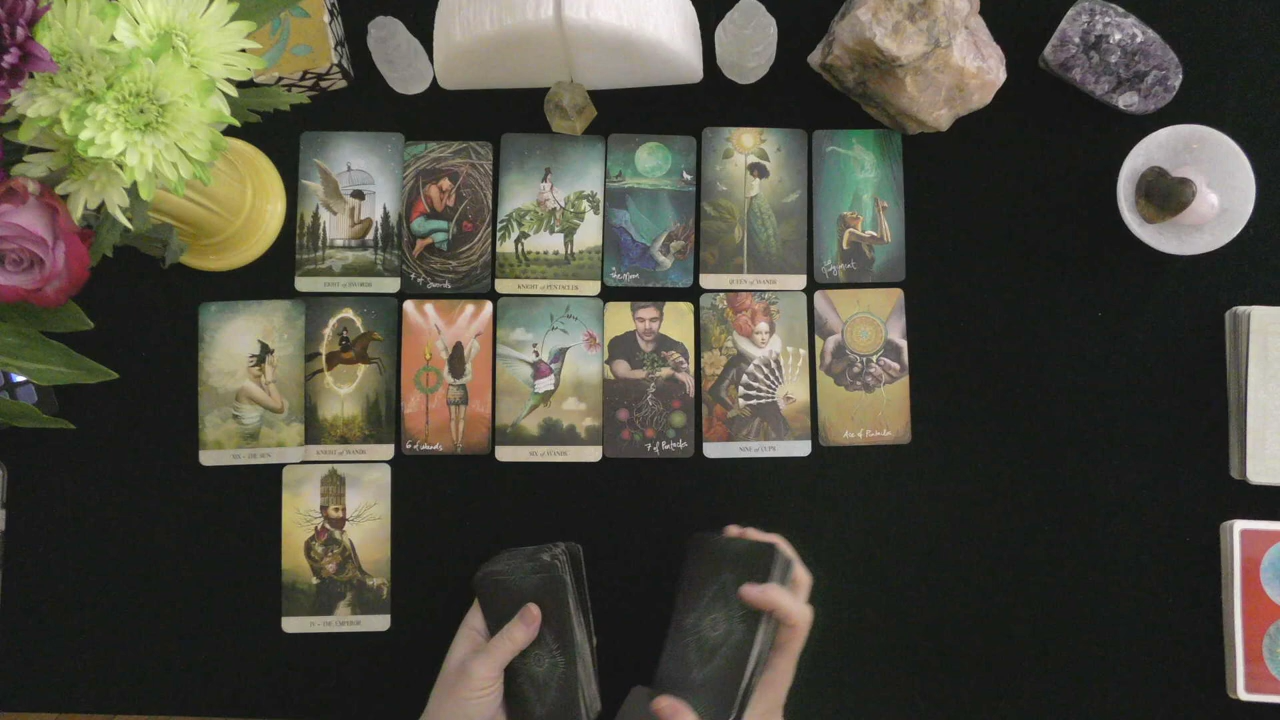 EIGHT of SWORDS
4 of Swords
KNIGHT of PENTACLES
The Moon
QUEEN of WANDS
Judgment
XIX - THE SUN
KNIGHT of WANDS
6 of Wands
SIX of WANDS
7 of Pentacles
NINE of CUPS
Ace of Pentacles
IV - THE EMPEROR